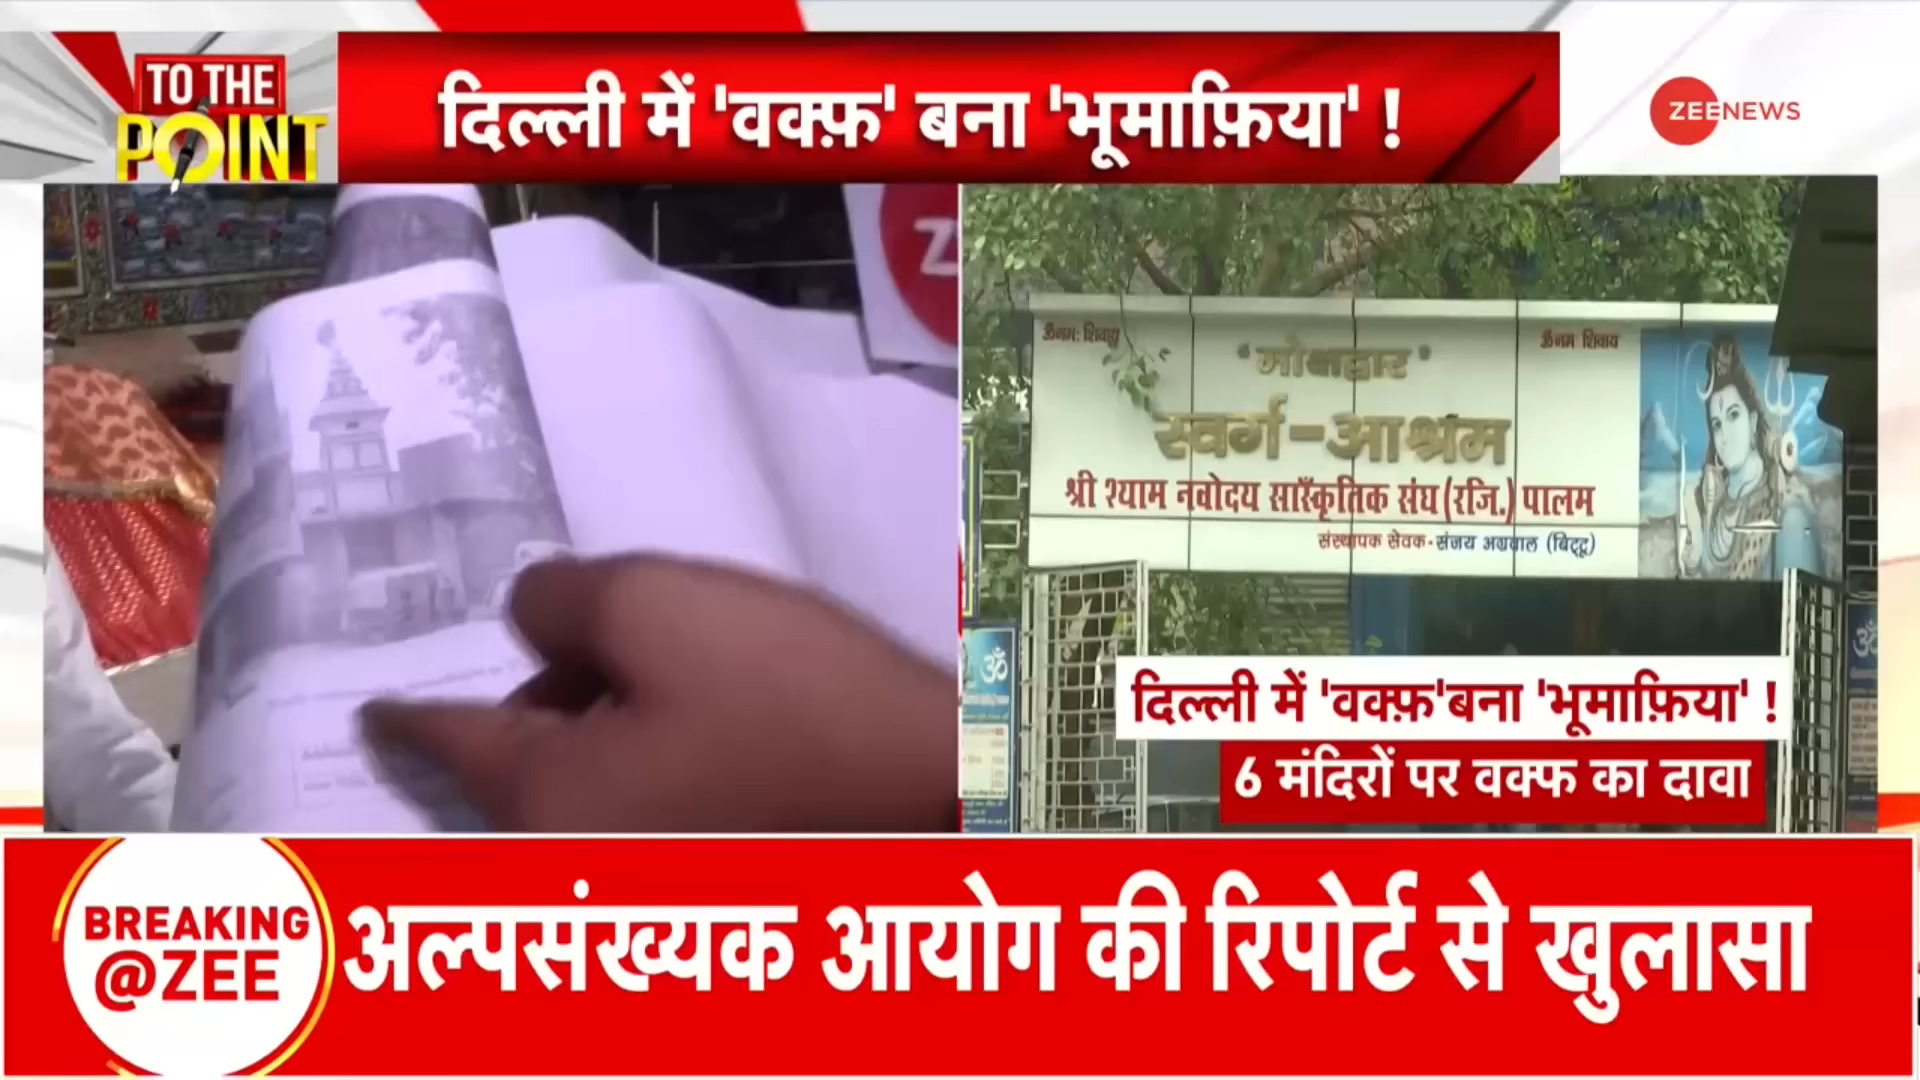 TO THE
POINT
दिल्ली में 'वक्फ़' बना 'भूमाफ़िया' !
ZEENEWS
Z
ॐ नमः शिवाय
ॐ नमः शिवाय
"मोक्षद्वार"
स्वर्ग-आश्रम
श्री श्याम नवोदय सांँस्कृतिक संघ (रजि.) पालम
संस्थापक सेवक-संजय अग्रवाल (बिट्टू)
ॐ
ॐ
दिल्ली में 'वक्फ़'बना 'भूमाफ़िया' !
6 मंदिरों पर वक्फ का दावा
BREAKING
@ZEE
अल्पसंख्यक आयोग की रिपोर्ट से खुलासा